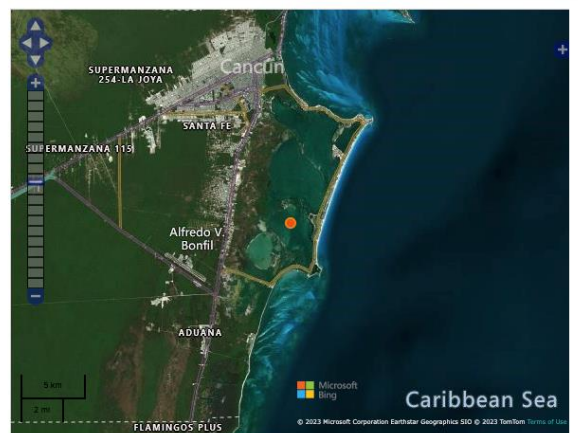 Cancún
SUPERMANZANA
254-LA JOYA
SANTA FE
SUPERMANZANA 115
Alfredo V.
Bonfil
ADUANA
5 km
2 mi
Microsoft
Bing
Caribbean Sea
© 2023 Microsoft Corporation Earthstar Geographics SIO © 2023 TomTom Terms of Use
FLAMINGOS PLUS